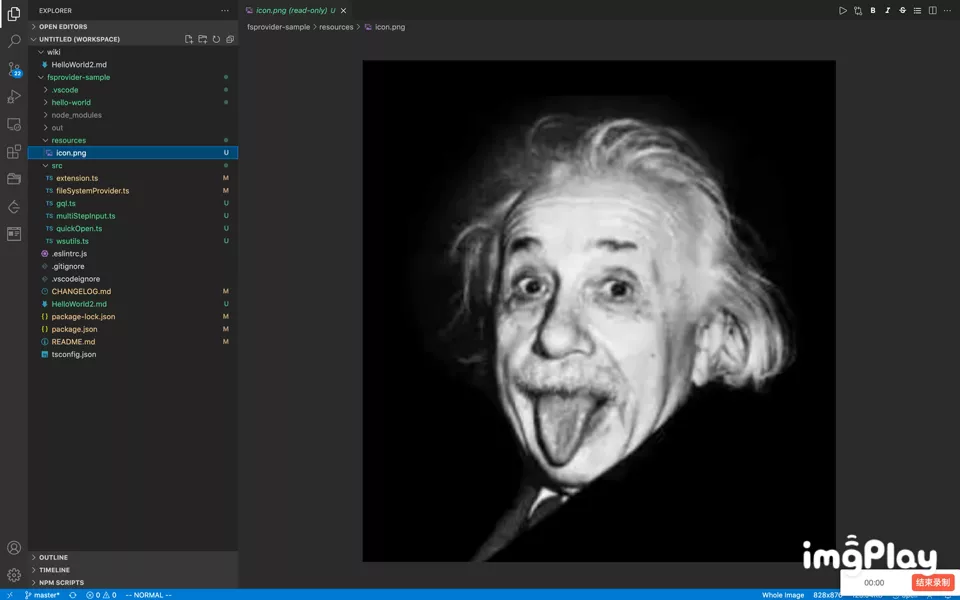 EXPLORER
icon.png (read-only) U
OPEN EDITORS
fsprovider-sample > resources > icon.png
UNTITLED (WORKSPACE)
wiki
HelloWorld2.md
22
fsprovider-sample
.vscode
hello-world
node_modules
out
resources
icon.png U
src
extension.ts M
fileSystemProvider.ts M
gql.ts U
multiStepInput.ts U
quickOpen.ts U
wsutils.ts U
.eslintrc.js
.gitignore
.vscodeignore
CHANGELOG.md M
HelloWorld2.md U
package-lock.json M
package.json M
README.md M
tsconfig.json
OUTLINE
TIMELINE
NPM SCRIPTS
imgPlay
00:00 结束录制
master* 0 0 -- NORMAL -- Whole Image